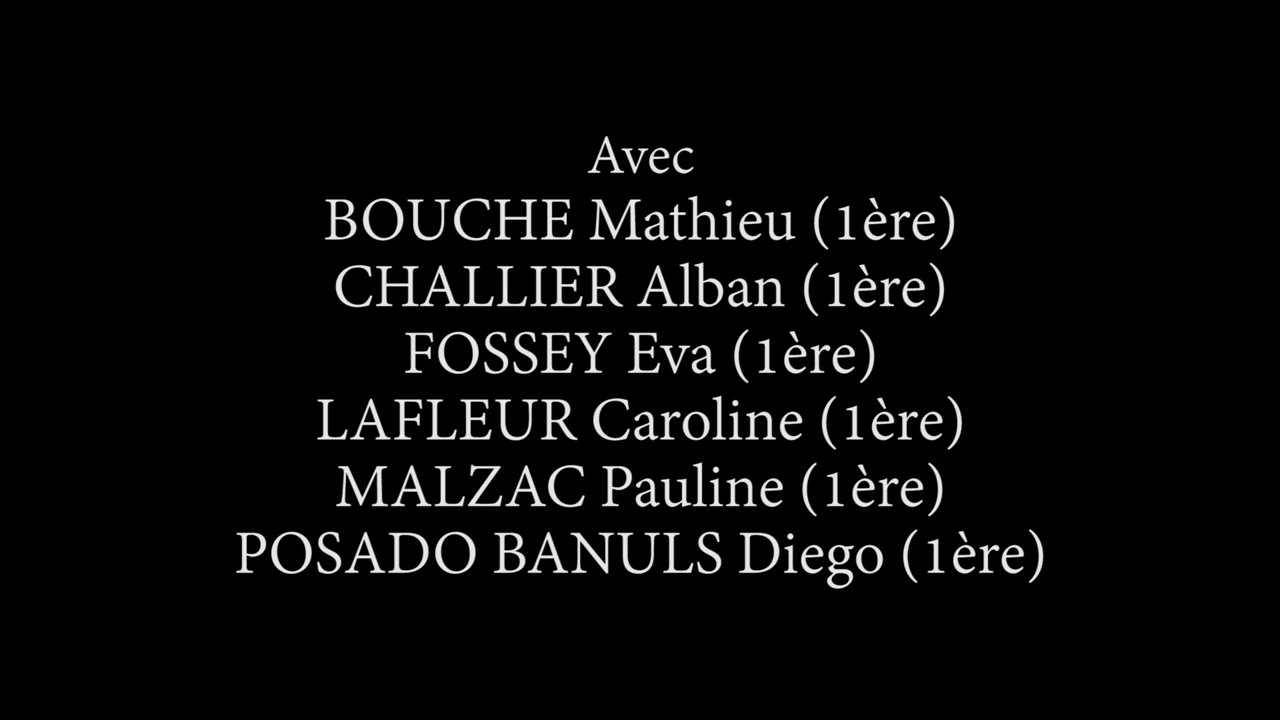 Avec
BOUCHE Mathieu (1ère)
CHALLIER Alban (1ère)
FOSSEY Eva (1ère)
LAFLEUR Caroline (1ère)
MALZAC Pauline (1ère)
POSADO BANULS Diego (1ère)